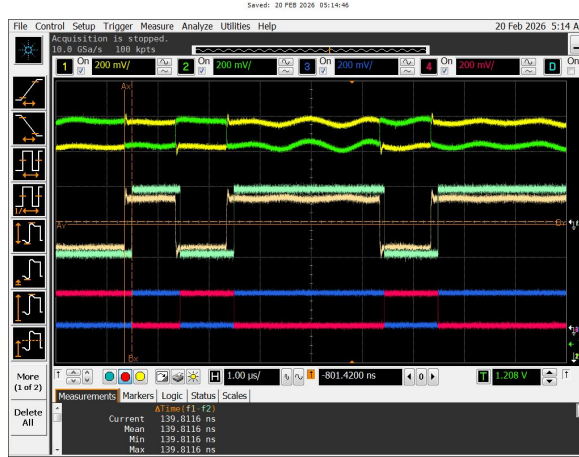 Saved: 20 FEB 2026 05:14:46
File Control Setup Trigger Measure Analyze Utilities Help 20 Feb 2026 5:14 A
Acquisition is stopped.
10.0 GSa/s 100 kpts
1 On 200 mV/ 2 On 200 mV/ 3 On 200 mV/ 4 On 200 mV/ D On
Ax
Ay
Bx
More
(1 of 2)
Delete
All
H 1.00 µs/ -801.4200 ns 0 T 1.208 V
Measurements Markers Logic Status Scales
ΔTime(f1-f2)
Current 139.8116 ns
Mean 139.8116 ns
Min 139.8116 ns
Max 139.8116 ns